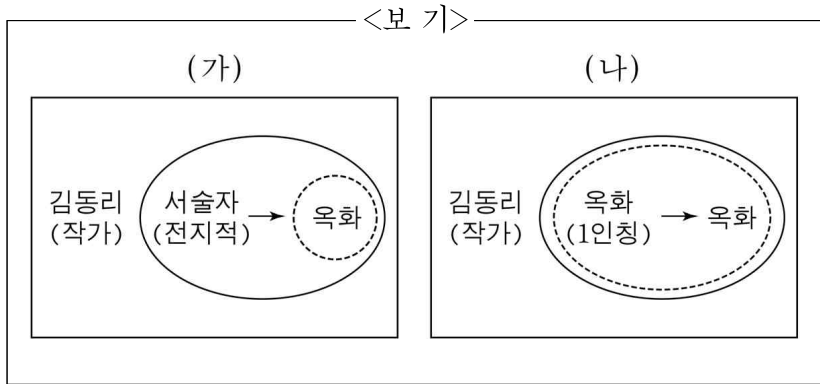 <보 기>
(가)
김동리
(작가)
서술자
(전지적)
옥화
(나)
김동리
(작가)
옥화
(1인칭)
옥화